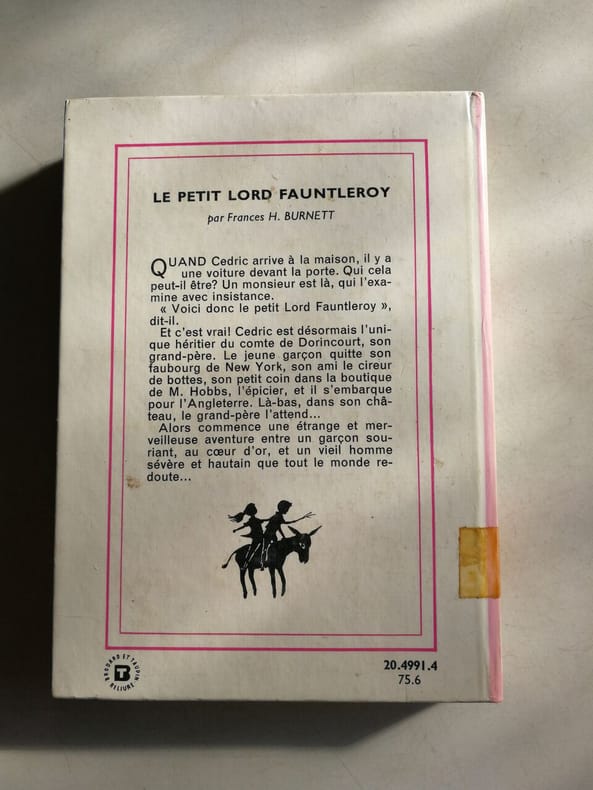 LE PETIT LORD FAUNTLEROY
par Frances H. BURNETT
QUAND Cedric arrive à la maison, il y a
une voiture devant la porte. Qui cela
peut-il être? Un monsieur est là, qui l'exa-
mine avec insistance.
« Voici donc le petit Lord Fauntleroy »,
dit-il.
Et c'est vrai! Cedric est désormais l'uni-
que héritier du comte de Dorincourt, son
grand-père. Le jeune garçon quitte son
faubourg de New York, son ami le cireur
de bottes, son petit coin dans la boutique
de M. Hobbs, l'épicier, et il s'embarque
pour l'Angleterre. Là-bas, dans son châ-
teau, le grand-père l'attend...
Alors commence une étrange et mer-
veilleuse aventure entre un garçon sou-
riant, au cœur d'or, et un vieil homme
sévère et hautain que tout le monde re-
doute...
BRODARD ET TAUPIN
RELIURE
BT
20.4991.4
75.6